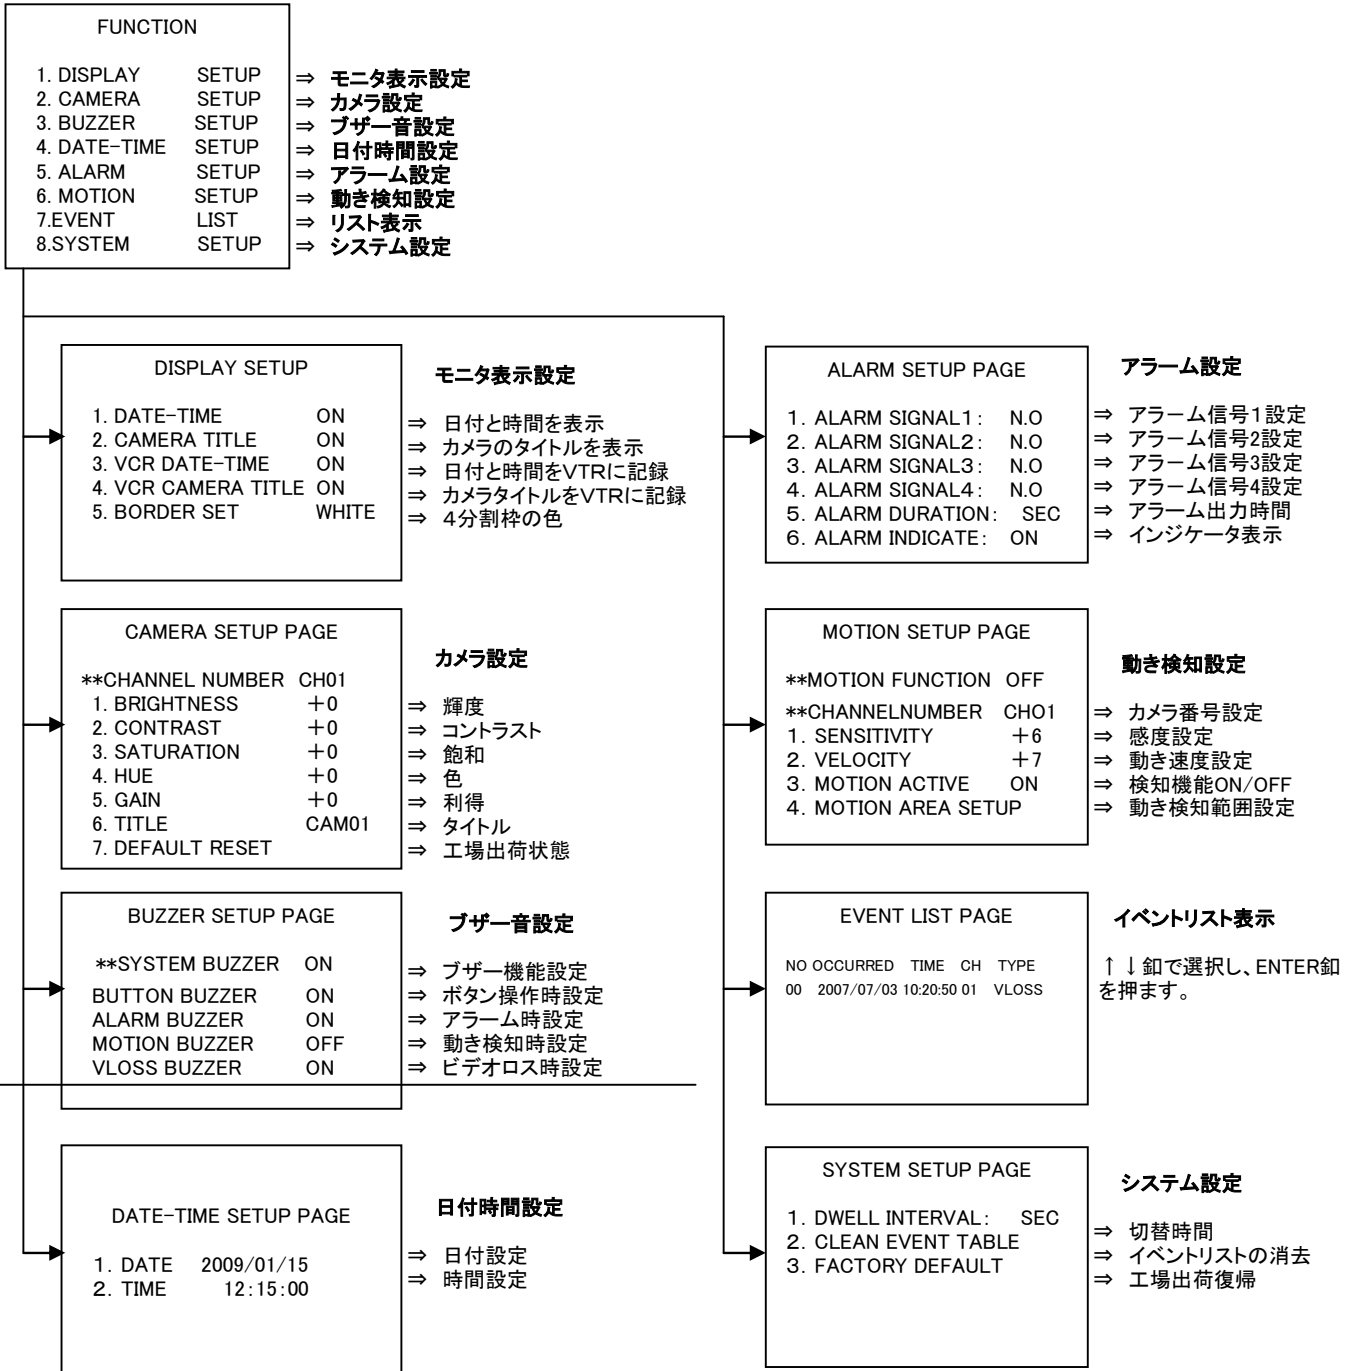 FUNCTION
1. DISPLAY SETUP ⇒ モニタ表示設定
2. CAMERA SETUP ⇒ カメラ設定
3. BUZZER SETUP ⇒ ブザー音設定
4. DATE-TIME SETUP ⇒ 日付時間設定
5. ALARM SETUP ⇒ アラーム設定
6. MOTION SETUP ⇒ 動き検知設定
7.EVENT LIST ⇒ リスト表示
8.SYSTEM SETUP ⇒ システム設定
DISPLAY SETUP
モニタ表示設定
1. DATE-TIME ON ⇒ 日付と時間を表示
2. CAMERA TITLE ON ⇒ カメラのタイトルを表示
3. VCR DATE-TIME ON ⇒ 日付と時間をVTRに記録
4. VCR CAMERA TITLE ON ⇒ カメラタイトルをVTRに記録
5. BORDER SET WHITE ⇒ 4分割枠の色
CAMERA SETUP PAGE
カメラ設定
**CHANNEL NUMBER CH01
1. BRIGHTNESS +0 ⇒ 輝度
2. CONTRAST +0 ⇒ コントラスト
3. SATURATION +0 ⇒ 飽和
4. HUE +0 ⇒ 色
5. GAIN +0 ⇒ 利得
6. TITLE CAM01 ⇒ タイトル
7. DEFAULT RESET ⇒ 工場出荷状態
BUZZER SETUP PAGE
ブザー音設定
**SYSTEM BUZZER ON ⇒ ブザー機能設定
BUTTON BUZZER ON ⇒ ボタン操作時設定
ALARM BUZZER ON ⇒ アラーム時設定
MOTION BUZZER OFF ⇒ 動き検知時設定
VLOSS BUZZER ON ⇒ ビデオロス時設定
DATE-TIME SETUP PAGE
日付時間設定
1. DATE 2009/01/15 ⇒ 日付設定
2. TIME 12:15:00 ⇒ 時間設定
ALARM SETUP PAGE
アラーム設定
1. ALARM SIGNAL1: N.O ⇒ アラーム信号1設定
2. ALARM SIGNAL2: N.O ⇒ アラーム信号2設定
3. ALARM SIGNAL3: N.O ⇒ アラーム信号3設定
4. ALARM SIGNAL4: N.O ⇒ アラーム信号4設定
5. ALARM DURATION: SEC ⇒ アラーム出力時間
6. ALARM INDICATE: ON ⇒ インジケータ表示
MOTION SETUP PAGE
動き検知設定
**MOTION FUNCTION OFF
**CHANNELNUMBER CHO1 ⇒ カメラ番号設定
1. SENSITIVITY +6 ⇒ 感度設定
2. VELOCITY +7 ⇒ 動き速度設定
3. MOTION ACTIVE ON ⇒ 検知機能ON/OFF
4. MOTION AREA SETUP ⇒ 動き検知範囲設定
EVENT LIST PAGE
イベントリスト表示
NO OCCURRED TIME CH TYPE
00 2007/07/03 10:20:50 01 VLOSS
↑↓釦で選択し、ENTER釦
を押ます。
SYSTEM SETUP PAGE
システム設定
1. DWELL INTERVAL: SEC ⇒ 切替時間
2. CLEAN EVENT TABLE ⇒ イベントリストの消去
3. FACTORY DEFAULT ⇒ 工場出荷復帰